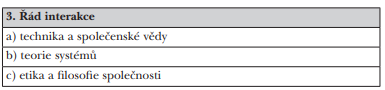 3. Řád interakce
a) technika a společenské vědy
b) teorie systémů
c) etika a filosofie společnosti